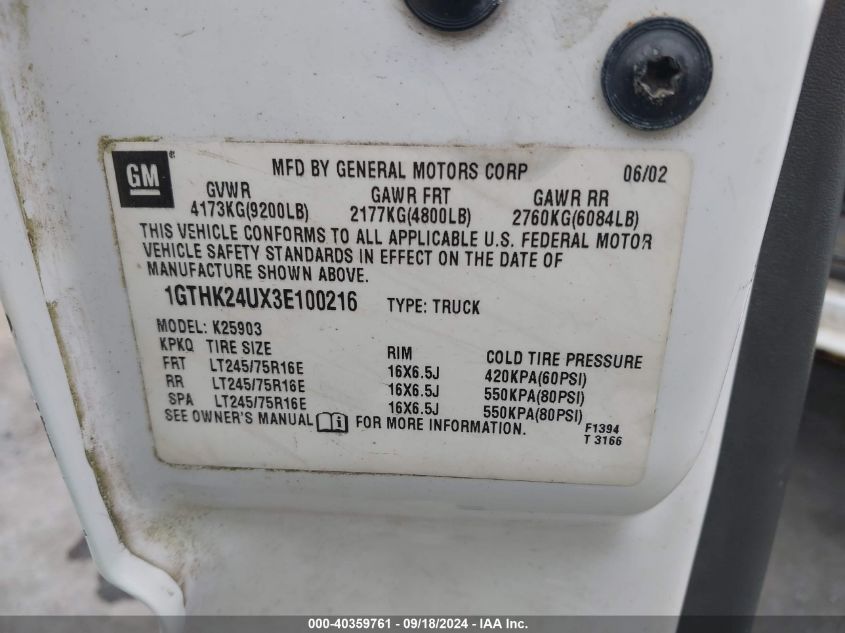 GM ® MFD BY GENERAL MOTORS CORP 06/02
GVWR GAWR FRT GAWR RR
4173KG(9200LB) 2177KG(4800LB) 2760KG(6084LB)
THIS VEHICLE CONFORMS TO ALL APPLICABLE U.S. FEDERAL MOTOR
VEHICLE SAFETY STANDARDS IN EFFECT ON THE DATE OF
MANUFACTURE SHOWN ABOVE.
1GTHK24UX3E100216 TYPE: TRUCK
MODEL: K25903
KPKQ TIRE SIZE RIM COLD TIRE PRESSURE
FRT LT245/75R16E 16X6.5J 420KPA(60PSI)
RR LT245/75R16E 16X6.5J 550KPA(80PSI)
SPA LT245/75R16E 16X6.5J 550KPA(80PSI)
SEE OWNER'S MANUAL FOR MORE INFORMATION. F1394
T 3166
000-40359761 - 09/18/2024 - IAA Inc.